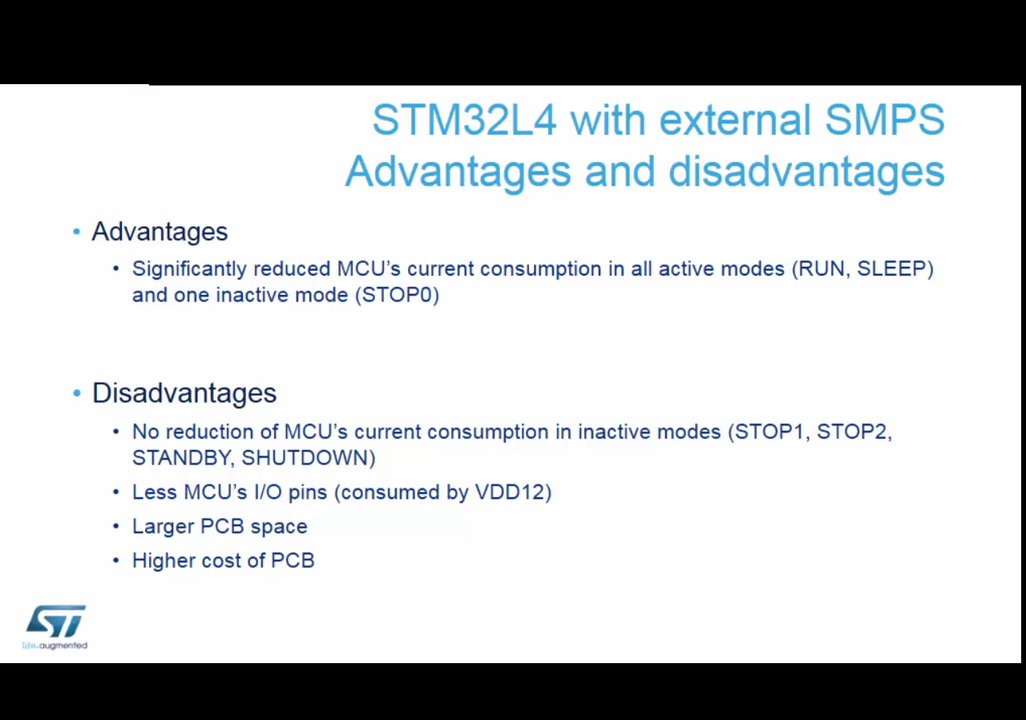 STM32L4 with external SMPS
Advantages and disadvantages
• Advantages
• Significantly reduced MCU's current consumption in all active modes (RUN, SLEEP)
and one inactive mode (STOP0)
• Disadvantages
• No reduction of MCU's current consumption in inactive modes (STOP1, STOP2,
STANDBY, SHUTDOWN)
• Less MCU's I/O pins (consumed by VDD12)
• Larger PCB space
• Higher cost of PCB
ST
life.augmented